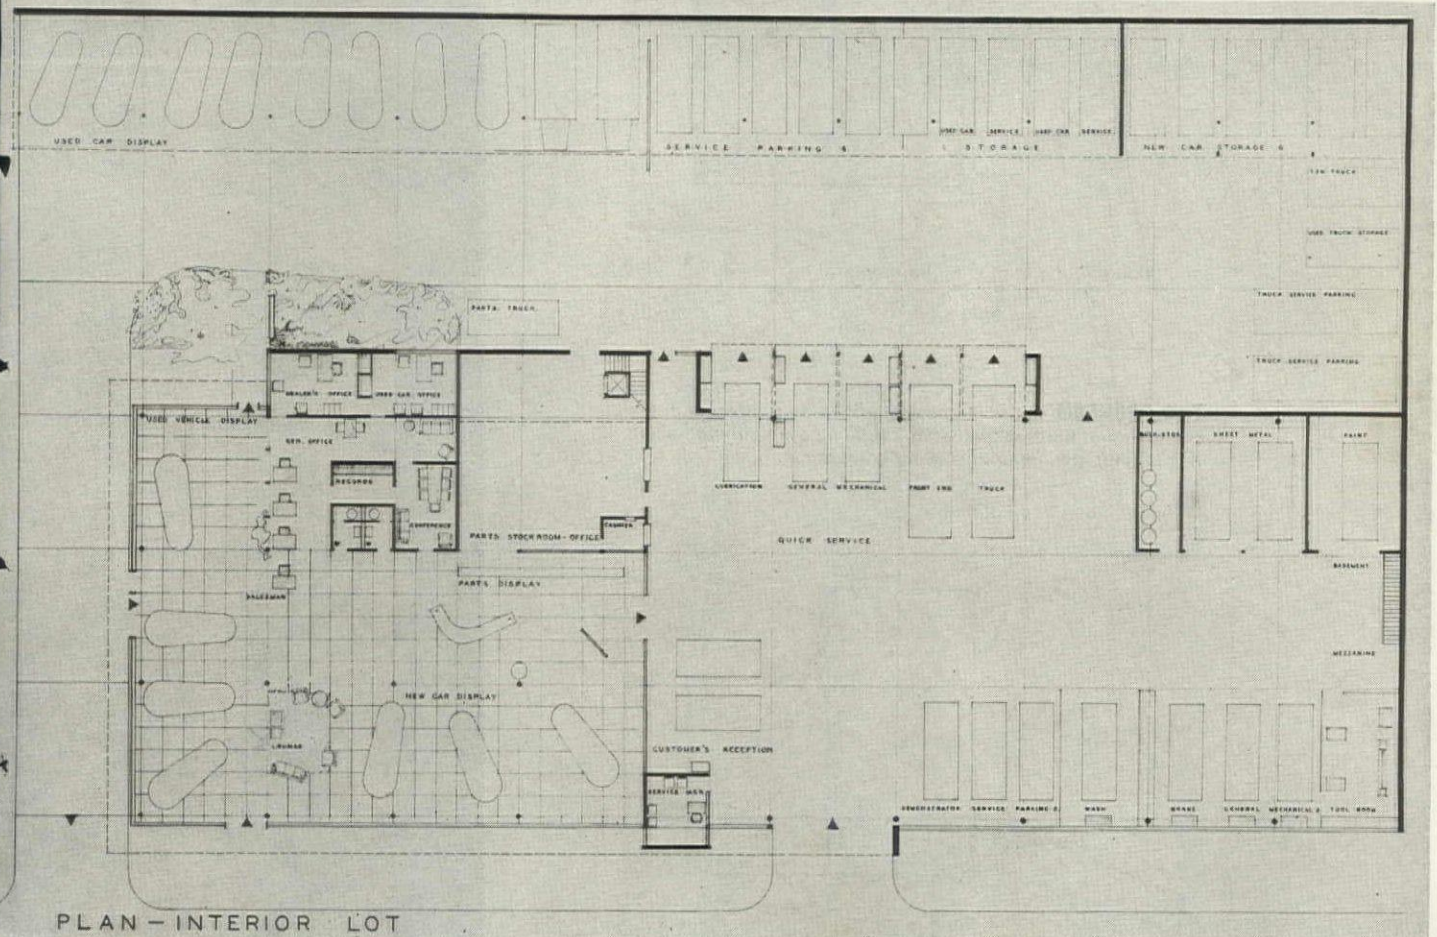 USED CAR DISPLAY
SERVICE PARKING & STORAGE
USED CAR SERVICE USED CAR SERVICE
NEW CAR STORAGE &
TRUCK
USED TRUCK STORAGE
TRUCK SERVICE PARKING
TRUCK SERVICE PARKING
PARTS TRUCK
DEALER'S OFFICE
USED CAR OFFICE
USED VEHICLE DISPLAY
GEN. OFFICE
RECORDS
CONFERENCE
PARTS STOCKROOM-OFFICE
CASHIER
LUBRICATION
GENERAL MECHANICAL
FRONT END
TRUCK
SHEET METAL
PAINT
QUICK SERVICE
PARTS DISPLAY
SALESMAN
BASEMENT
MEZZANINE
NEW CAR DISPLAY
LOUNGE
CUSTOMER'S RECEPTION
SERVICE MGR.
DEMONSTRATOR SERVICE PARKING &
WASH
BRAKE
GENERAL MECHANICAL &
TOOL ROOM
PLAN — INTERIOR LOT